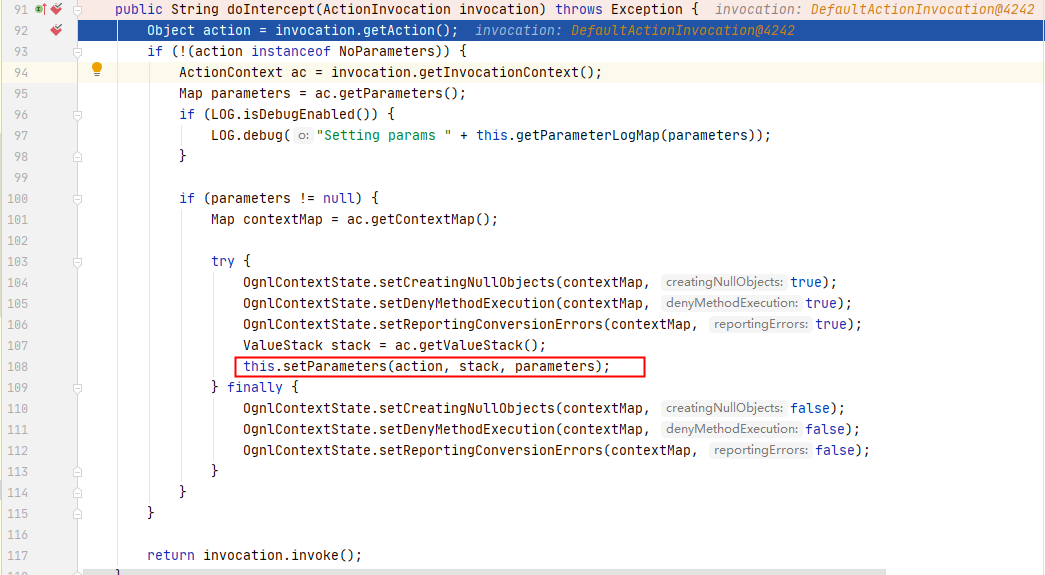 91 public String doIntercept(ActionInvocation invocation) throws Exception { invocation: DefaultActionInvocation@4242
92 Object action = invocation.getAction(); invocation: DefaultActionInvocation@4242
93 if (!(action instanceof NoParameters)) {
94 ActionContext ac = invocation.getInvocationContext();
95 Map parameters = ac.getParameters();
96 if (LOG.isDebugEnabled()) {
97 LOG.debug( o: "Setting params " + this.getParameterLogMap(parameters));
98 }
99
100 if (parameters != null) {
101 Map contextMap = ac.getContextMap();
102
103 try {
104 OgnlContextState.setCreatingNullObjects(contextMap, creatingNullObjects: true);
105 OgnlContextState.setDenyMethodExecution(contextMap, denyMethodExecution: true);
106 OgnlContextState.setReportingConversionErrors(contextMap, reportingErrors: true);
107 ValueStack stack = ac.getValueStack();
108 this.setParameters(action, stack, parameters);
109 } finally {
110 OgnlContextState.setCreatingNullObjects(contextMap, creatingNullObjects: false);
111 OgnlContextState.setDenyMethodExecution(contextMap, denyMethodExecution: false);
112 OgnlContextState.setReportingConversionErrors(contextMap, reportingErrors: false);
113 }
114 }
115 }
116
117 return invocation.invoke();